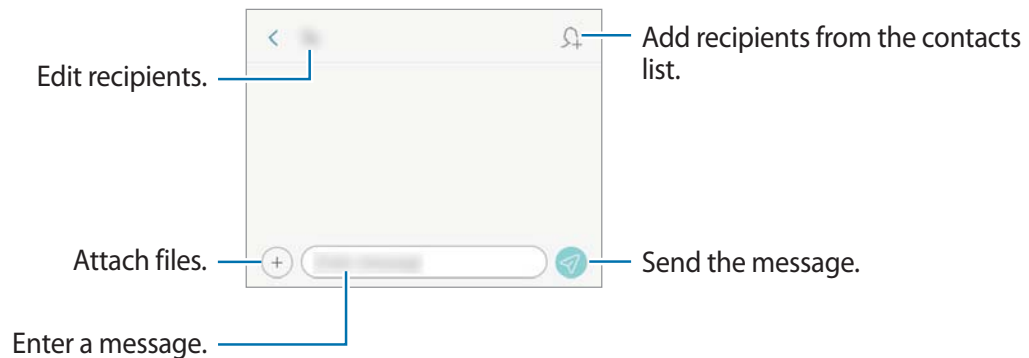 Add recipients from the contacts
list.
Edit recipients.
Attach files.
Send the message.
Enter a message.